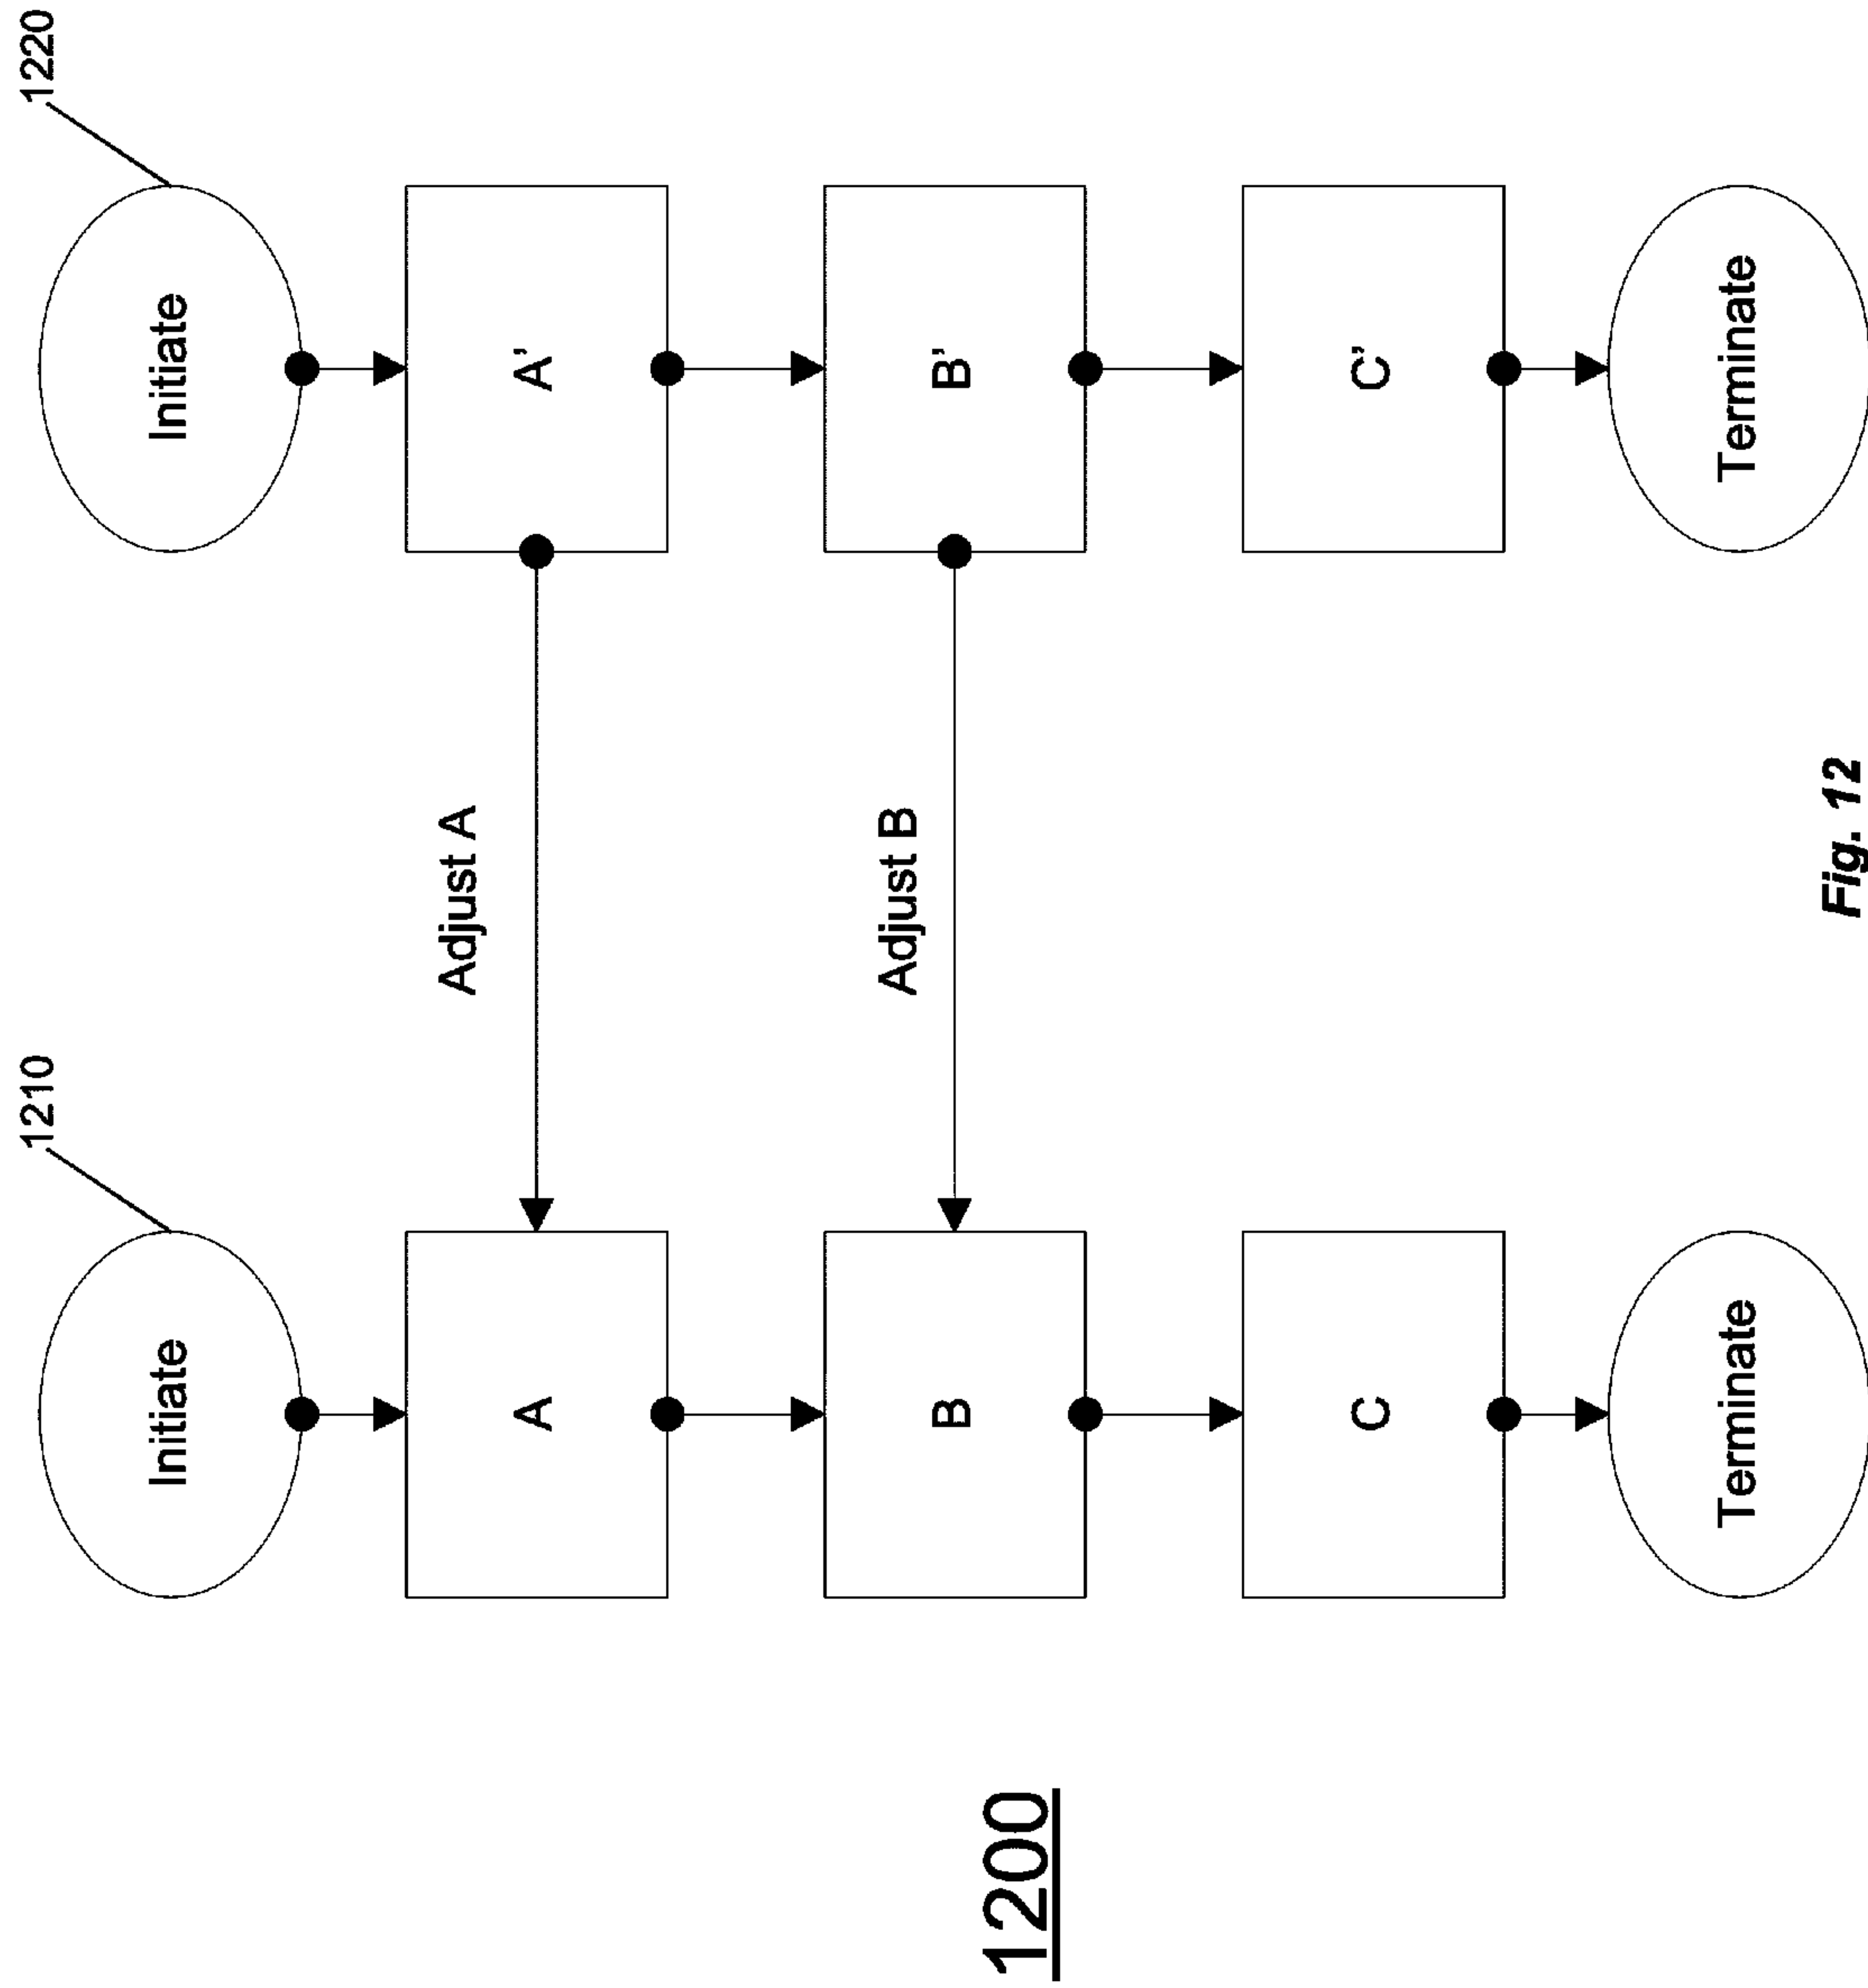 1210
1220
Initiate
Initiate
Adjust A
A
A'
Adjust B
B
B'
1200
C
C'
Terminate
Terminate
Fig. 12